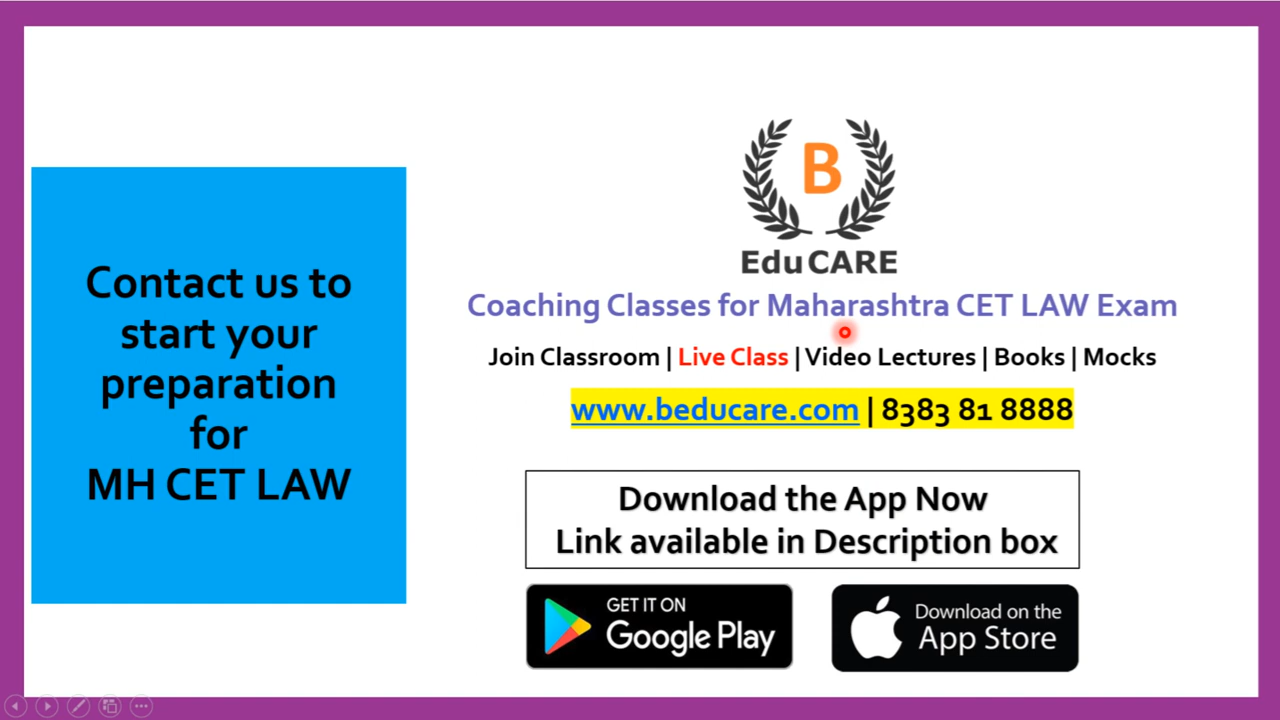 Contact us to
start your
preparation
for
MH CET LAW
B
Edu CARE
Coaching Classes for Maharashtra CET LAW Exam
Join Classroom | Live Class | Video Lectures | Books | Mocks
www.beducare.com | 8383 81 8888
Download the App Now
Link available in Description box
GET IT ON
Google Play
Download on the
App Store